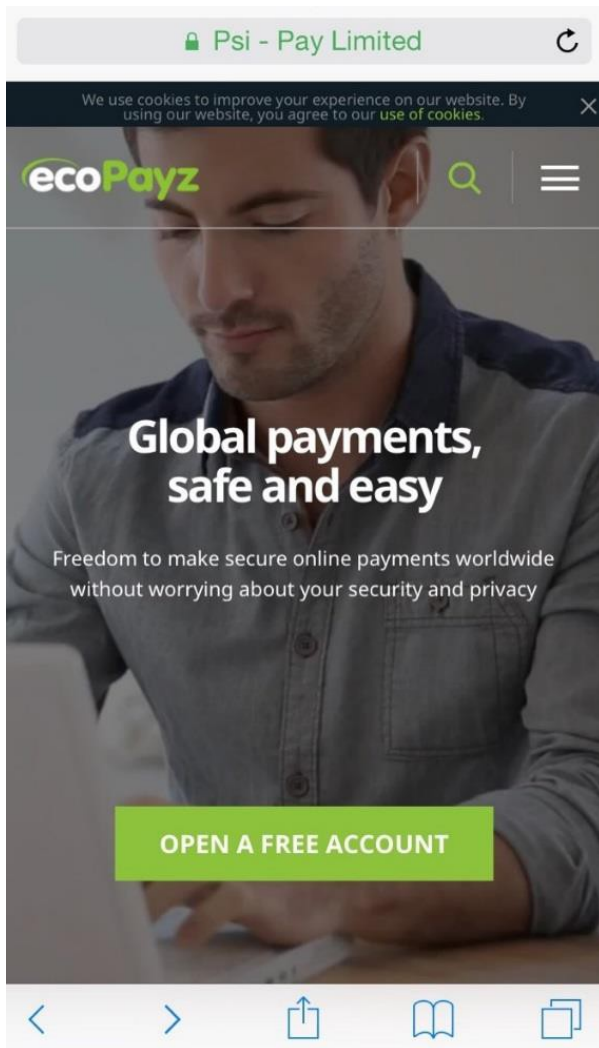 Psi - Pay Limited
We use cookies to improve your experience on our website. By
using our website, you agree to our use of cookies.
ecoPayz
Global payments,
safe and easy
Freedom to make secure online payments worldwide
without worrying about your security and privacy
OPEN A FREE ACCOUNT